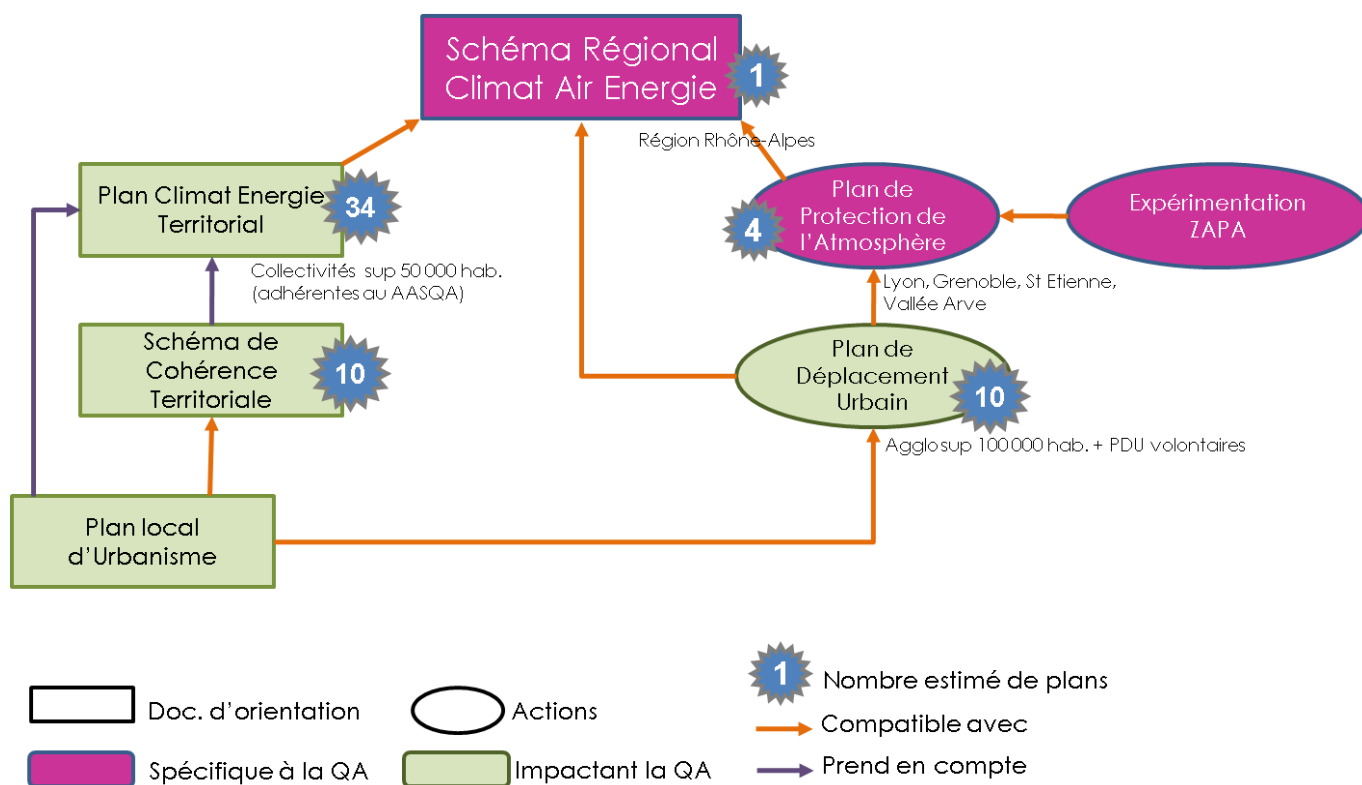 Schéma Régional
Climat Air Energie
1
Région Rhône-Alpes
Plan Climat Energie
Territorial
34
Plan de
Protection de
l'Atmosphère
4
Expérimentation
ZAPA
Collectivités sup 50 000 hab.
(adhérentes au AASQA)
Lyon, Grenoble, St Etienne,
Vallée Arve
Schéma de
Cohérence
Territoriale
10
Plan de
Déplacement
Urbain
10
Agglo sup 100 000 hab. + PDU volontaires
Plan local
d'Urbanisme
Doc. d'orientation
Actions
1
Nombre estimé de plans
Compatible avec
Spécifique à la QA
Impactant la QA
Prend en compte